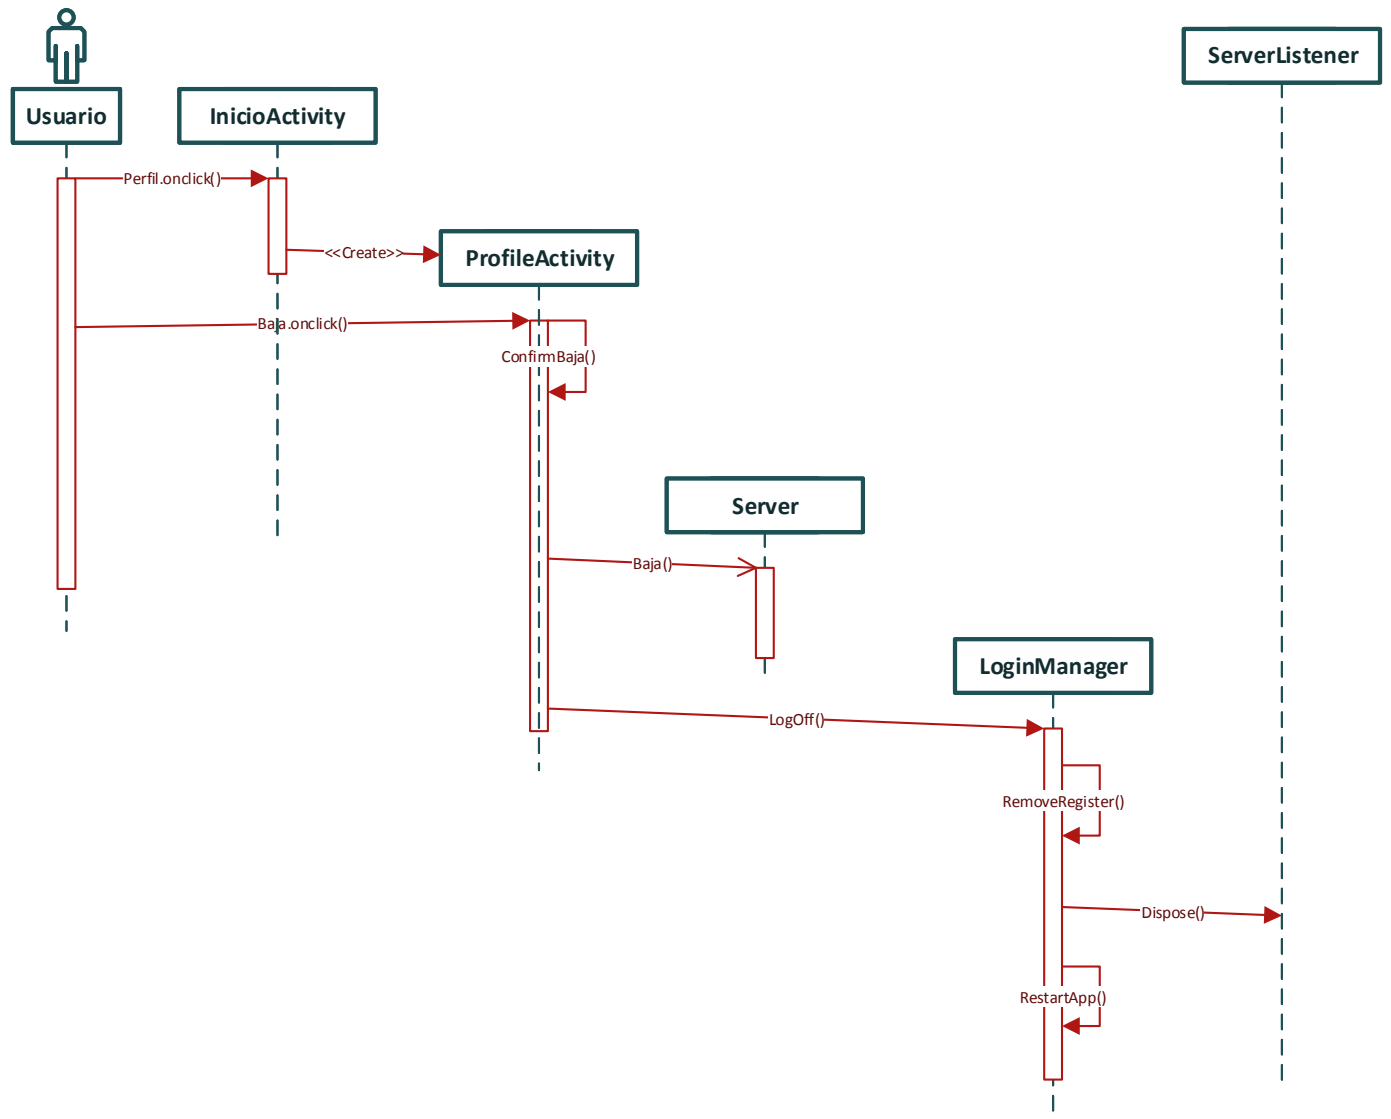 ServerListener
Usuario
InicioActivity
Perfil.onclick()
<<Create>>
ProfileActivity
Baja.onclick()
ConfirmBaja()
Server
Baja()
LoginManager
LogOff()
RemoveRegister()
Dispose()
RestartApp()